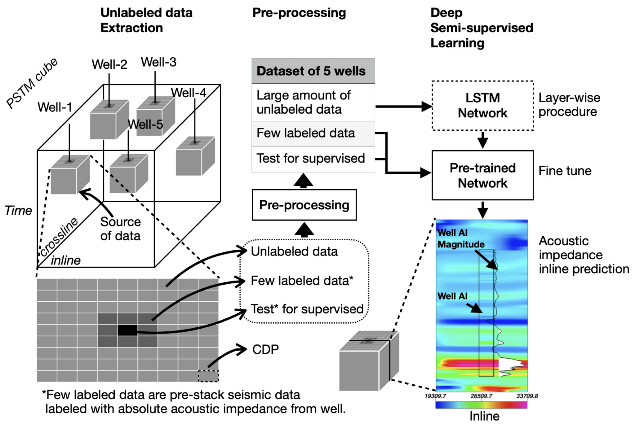 Unlabeled data
Extraction
Pre-processing
Deep
Semi-supervised
Learning
PSTM cube
Well-1
Well-2
Well-3
Well-4
Well-5
Time
crossline
inline
Source
of data
Dataset of 5 wells
Large amount of
unlabeled data
Few labeled data
Test for supervised
Pre-processing
Unlabeled data
Few labeled data*
Test* for supervised
CDP
LSTM
Network
Layer-wise
procedure
Pre-trained
Network
Fine tune
Well AI
Magnitude
Well AI
Acoustic
impedance
inline prediction
19309.7 26509.7 33709.8
Inline
*Few labeled data are pre-stack seismic data
labeled with absolute acoustic impedance from well.